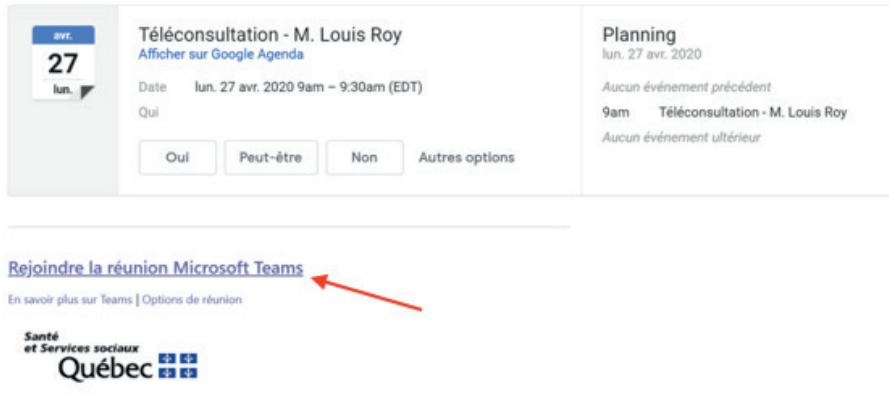 avr.
27
lun.
Téléconsultation - M. Louis Roy
Afficher sur Google Agenda
Date lun. 27 avr. 2020 9am – 9:30am (EDT)
Qui
Oui Peut-être Non Autres options
Planning
lun. 27 avr. 2020
Aucun événement précédent
9am Téléconsultation - M. Louis Roy
Aucun événement ultérieur
Rejoindre la réunion Microsoft Teams
En savoir plus sur Teams | Options de réunion
Santé
et Services sociaux
Québec